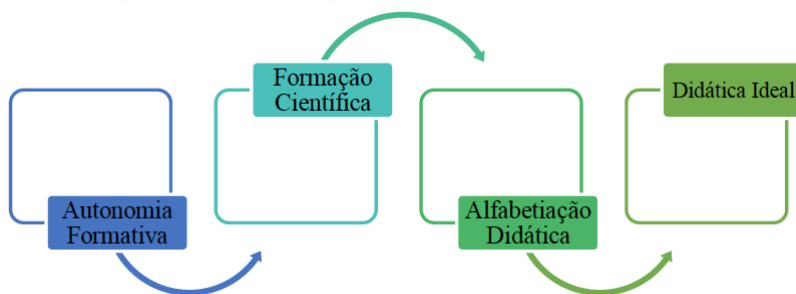 Autonomia
Formativa
Formação
Científica
Alfabetiação
Didática
Didática Ideal